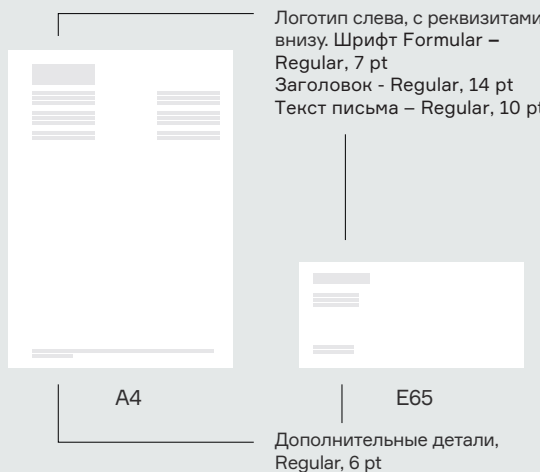 Логотип слева, с реквизитами
внизу. Шрифт Formular –
Regular, 7 pt
Заголовок - Regular, 14 pt
Текст письма – Regular, 10 pt
A4
E65
Дополнительные детали,
Regular, 6 pt